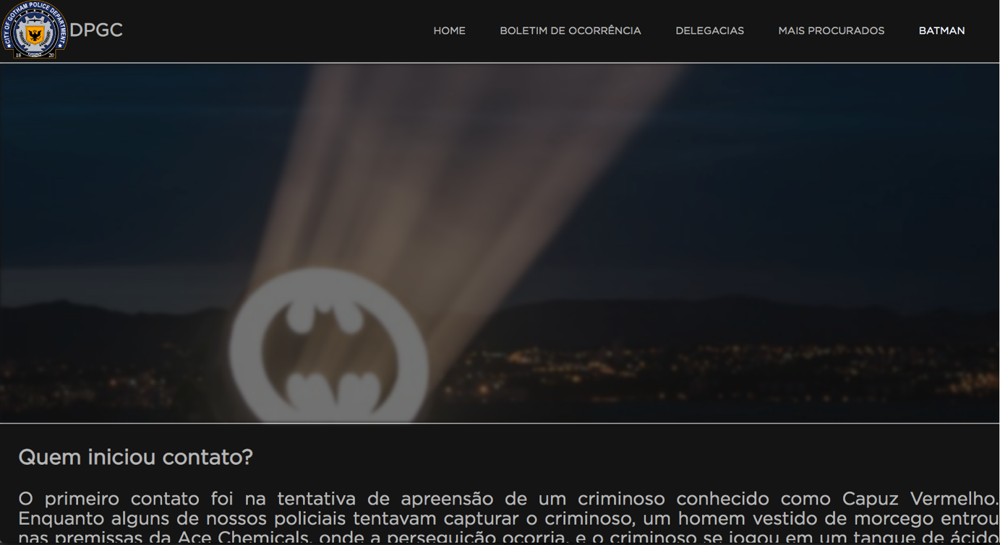 CITY OF GOTHAM POLICE DEPARTMENT
18 20
DPGC
HOME BOLETIM DE OCORRÊNCIA DELEGACIAS MAIS PROCURADOS BATMAN
Quem iniciou contato?
O primeiro contato foi na tentativa de apreensão de um criminoso conhecido como Capuz Vermelho.
Enquanto alguns de nossos policiais tentavam capturar o criminoso, um homem vestido de morcego entrou
nas premissas da Ace Chemicals, onde a perseguição ocorria, e o criminoso se jogou em um tanque de ácido